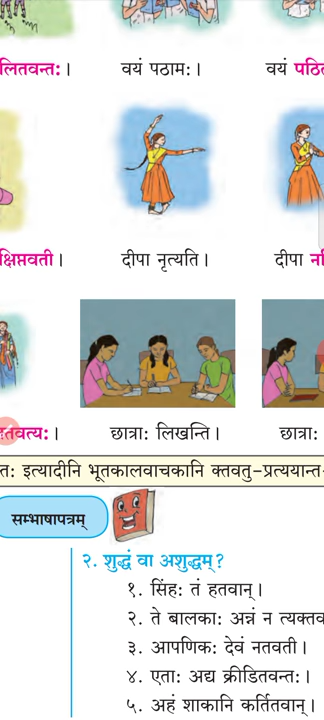 लितवन्तः। वयं पठामः। वयं
क्षिप्तवती। दीपा नृत्यति। दीपा
छात्राः लिखन्ति। छात्राः
इत्यादीनि भूतकालवाचकानि क्तवतु-प्रत्ययान्त
सम्भाषापत्रम्
२. शुद्धं वा अशुद्धम्?
१. सिंहः तं हतवान्।
२. ते बालकाः अन्नं न त्यक्तव
३. आपणिकः देवं नतवती।
४. एताः अद्य क्रीडितवन्तः।
५. अहं शाकानि कर्तितवान्।